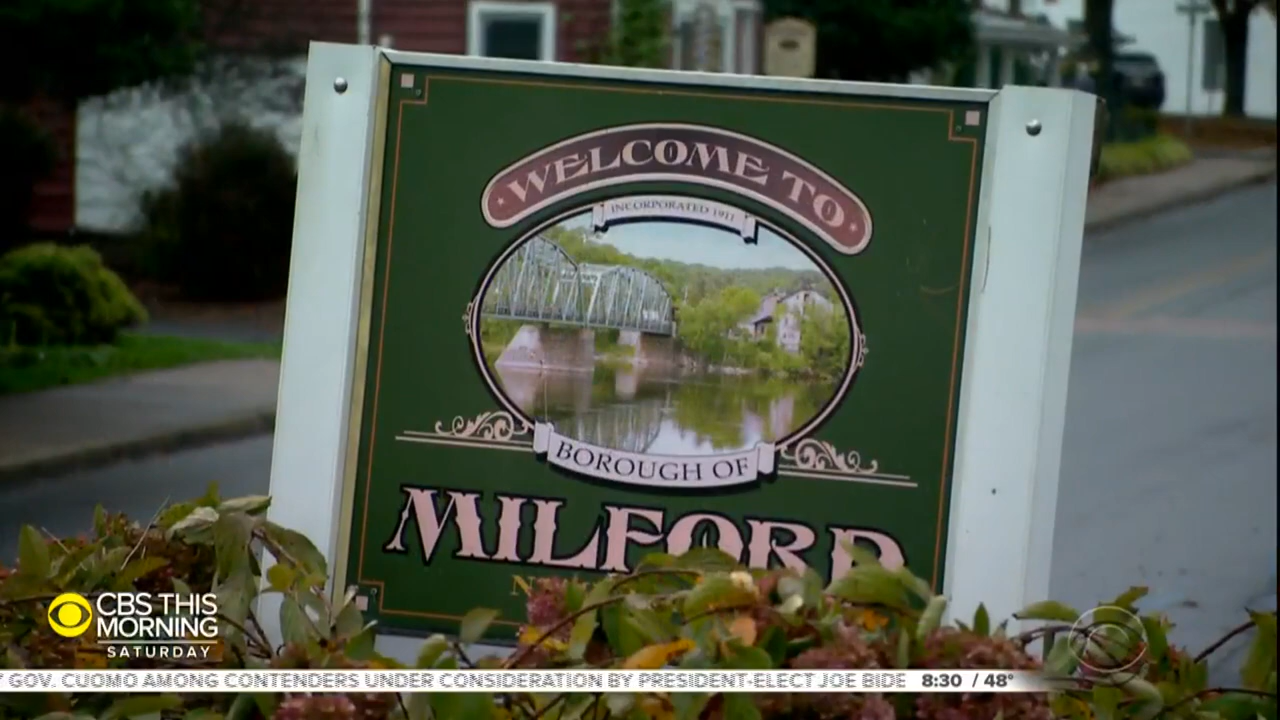 WELCOME TO
INCORPORATED 1911
BOROUGH OF
MILFORD
CBS THIS
MORNING
SATURDAY
GOV. CUOMO AMONG CONTENDERS UNDER CONSIDERATION BY PRESIDENT-ELECT JOE BIDE
8:30 / 48°